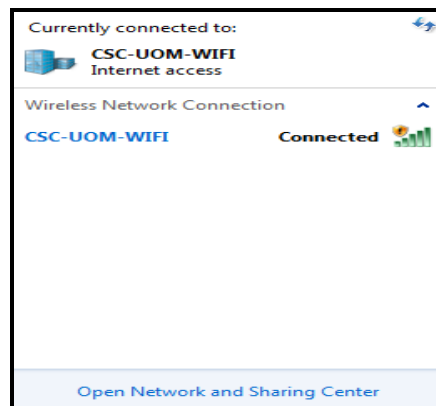 Currently connected to:
CSC-UOM-WIFI
Internet access
Wireless Network Connection
CSC-UOM-WIFI Connected
Open Network and Sharing Center